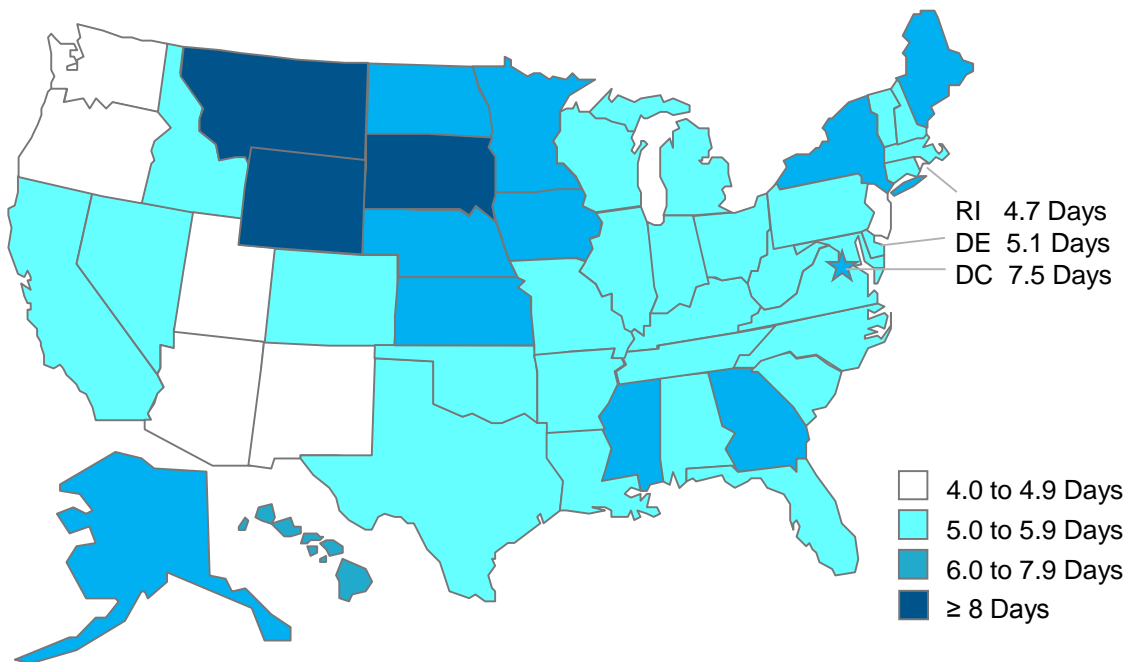 RI 4.7 Days
DE 5.1 Days
DC 7.5 Days
4.0 to 4.9 Days
5.0 to 5.9 Days
6.0 to 7.9 Days
≥ 8 Days